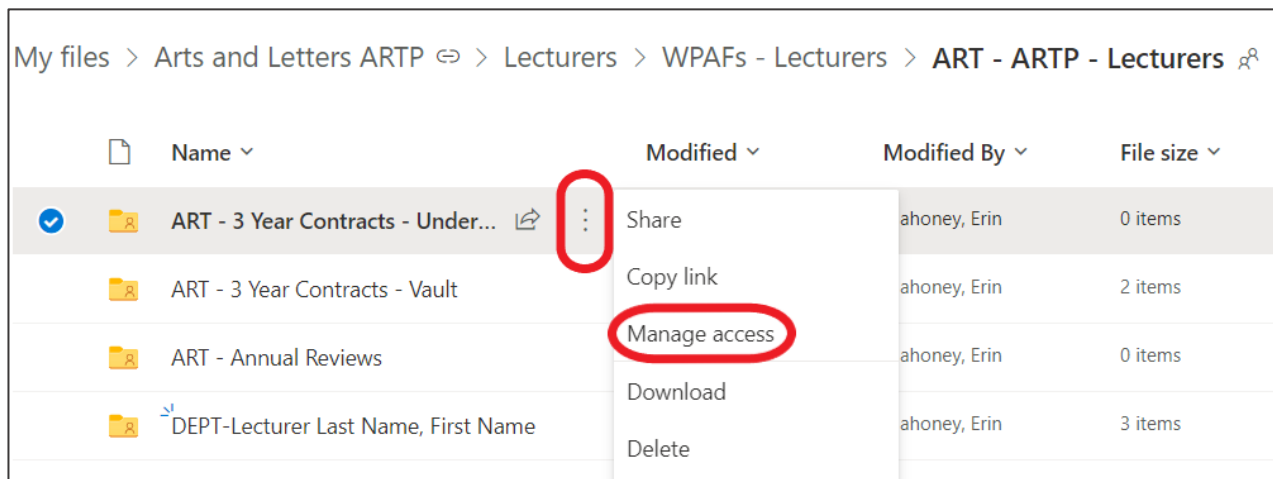 My files > Arts and Letters ARTP > Lecturers > WPAFs - Lecturers > ART - ARTP - Lecturers
Name Modified Modified By File size
ART - 3 Year Contracts - Under... Share ahoney, Erin 0 items
Copy link
ART - 3 Year Contracts - Vault ahoney, Erin 2 items
Manage access
ART - Annual Reviews ahoney, Erin 0 items
Download
DEPT-Lecturer Last Name, First Name ahoney, Erin 3 items
Delete